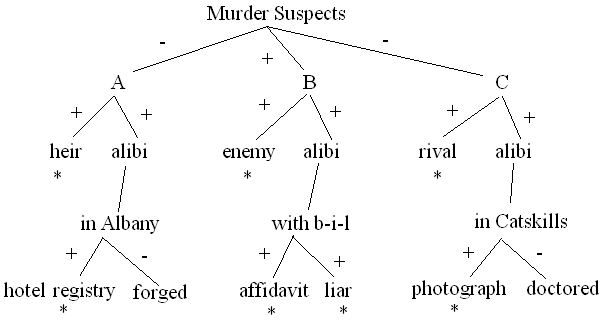 Murder Suspects
- + -
A B C
+ + + + + +
heir alibi enemy alibi rival alibi
* * *
in Albany with b-i-l in Catskills
+ - + + + -
hotel registry forged affidavit liar photograph doctored
* * * *